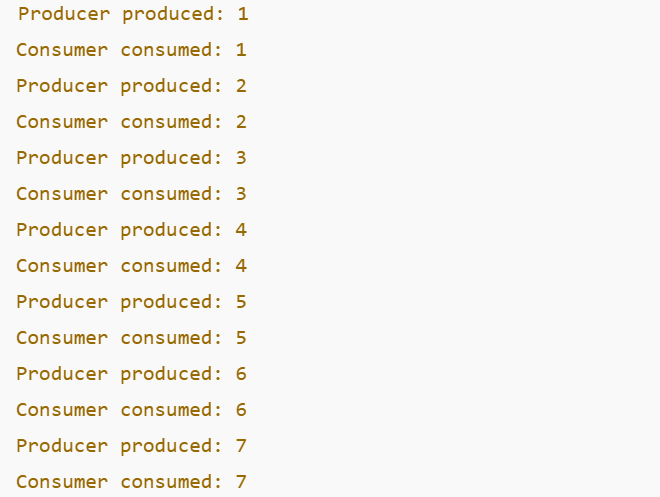 Producer produced: 1
Consumer consumed: 1
Producer produced: 2
Consumer consumed: 2
Producer produced: 3
Consumer consumed: 3
Producer produced: 4
Consumer consumed: 4
Producer produced: 5
Consumer consumed: 5
Producer produced: 6
Consumer consumed: 6
Producer produced: 7
Consumer consumed: 7